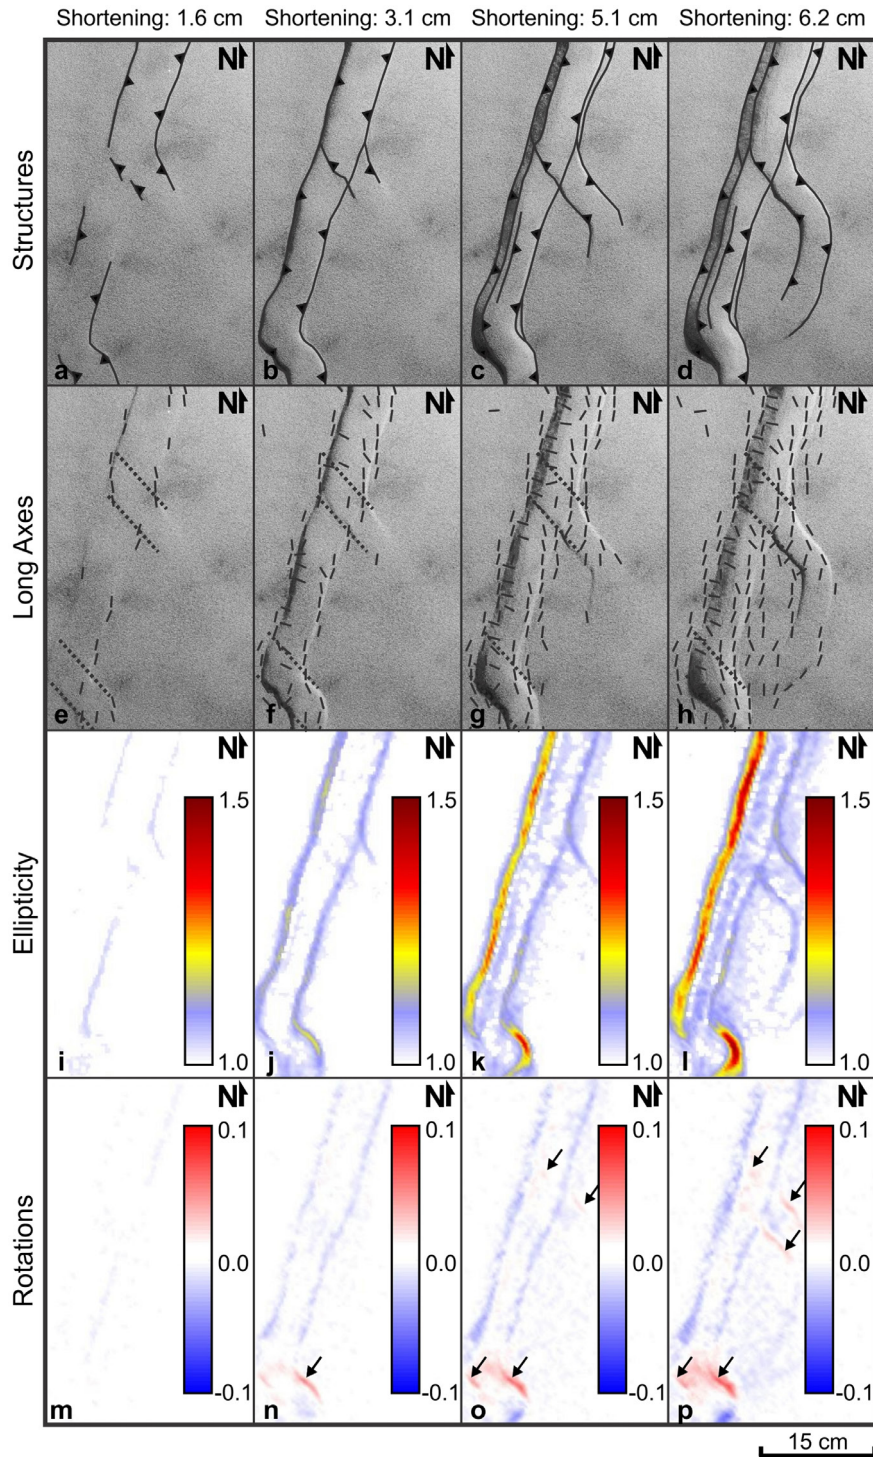 Shortening: 1.6 cm Shortening: 3.1 cm Shortening: 5.1 cm Shortening: 6.2 cm
Structures
N N N N
a b c d
Long Axes
N N N N
e f g h
Ellipticity
N N N N
1.5 1.5 1.5 1.5
1.0 1.0 1.0 1.0
i j k l
Rotations
N N N N
0.1 0.1 0.1 0.1
0.0 0.0 0.0 0.0
-0.1 -0.1 -0.1 -0.1
m n o p
15 cm